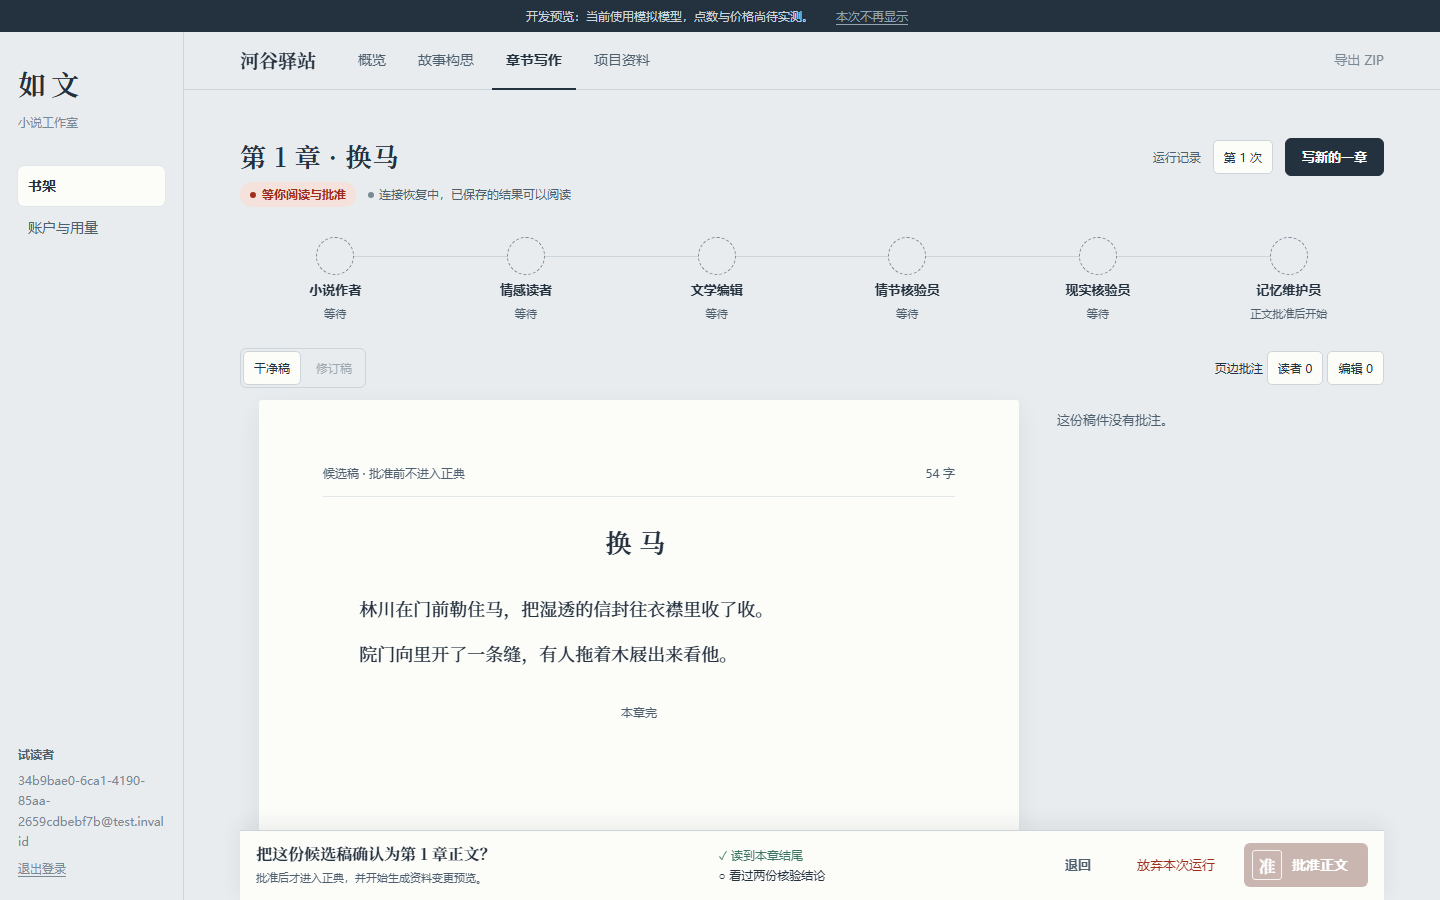 开发预览：当前使用模拟模型，点数与价格尚待实测。 本次不再显示
如文
小说工作室
书架
账户与用量
试读者
34b9bae0-6ca1-4190-
85aa-
2659cdbebf7b@test.inval
id
退出登录
河谷驿站 概览 故事构思 章节写作 项目资料 导出 ZIP
第 1 章 · 换马
运行记录 第 1 次 写新的一章
等你阅读与批准 连接恢复中，已保存的结果可以阅读
小说作者 情感读者 文学编辑 情节核验员 现实核验员 记忆维护员
等待 等待 等待 等待 等待 正文批准后开始
干净稿 修订稿
页边批注 读者 0 编辑 0
这份稿件没有批注。
候选稿 · 批准前不进入正典 54 字
换马
林川在门前勒住马，把湿透的信封往衣襟里收了收。
院门向里开了一条缝，有人拖着木屐出来看他。
本章完
把这份候选稿确认为第 1 章正文？
批准后才进入正典，并开始生成资料变更预览。
✓ 读到本章结尾
○ 看过两份核验结论
退回 放弃本次运行 准 批准正文